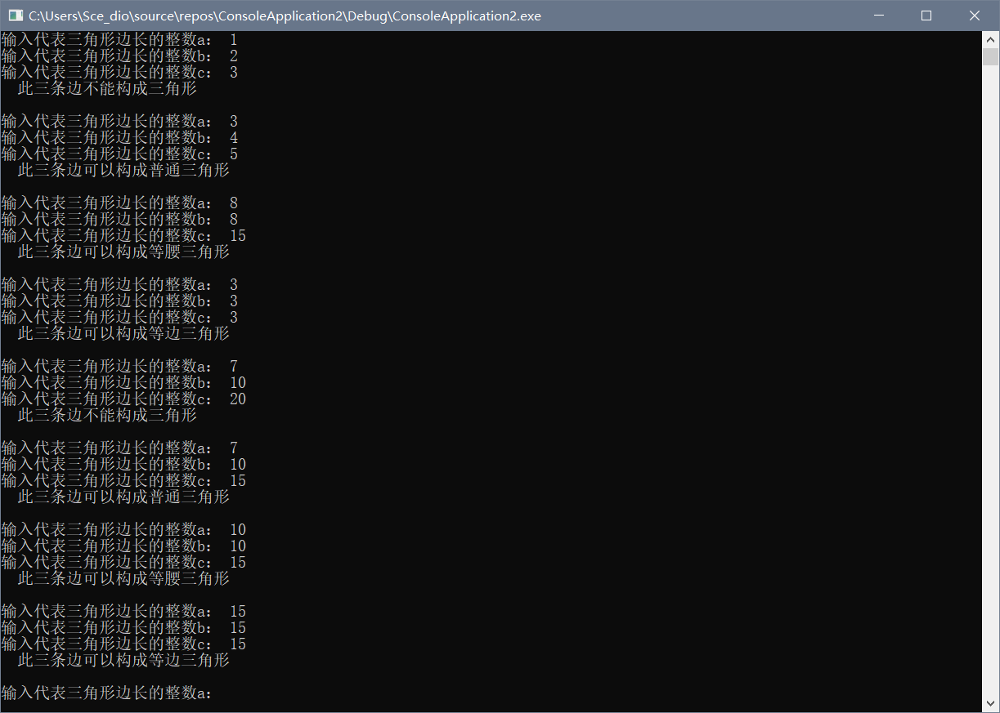 C:\Users\Sce_dio\source\repos\ConsoleApplication2\Debug\ConsoleApplication2.exe
输入代表三角形边长的整数a： 1
输入代表三角形边长的整数b： 2
输入代表三角形边长的整数c： 3
此三条边不能构成三角形
输入代表三角形边长的整数a： 3
输入代表三角形边长的整数b： 4
输入代表三角形边长的整数c： 5
此三条边可以构成普通三角形
输入代表三角形边长的整数a： 8
输入代表三角形边长的整数b： 8
输入代表三角形边长的整数c： 15
此三条边可以构成等腰三角形
输入代表三角形边长的整数a： 3
输入代表三角形边长的整数b： 3
输入代表三角形边长的整数c： 3
此三条边可以构成等边三角形
输入代表三角形边长的整数a： 7
输入代表三角形边长的整数b： 10
输入代表三角形边长的整数c： 20
此三条边不能构成三角形
输入代表三角形边长的整数a： 7
输入代表三角形边长的整数b： 10
输入代表三角形边长的整数c： 15
此三条边可以构成普通三角形
输入代表三角形边长的整数a： 10
输入代表三角形边长的整数b： 10
输入代表三角形边长的整数c： 15
此三条边可以构成等腰三角形
输入代表三角形边长的整数a： 15
输入代表三角形边长的整数b： 15
输入代表三角形边长的整数c： 15
此三条边可以构成等边三角形
输入代表三角形边长的整数a：